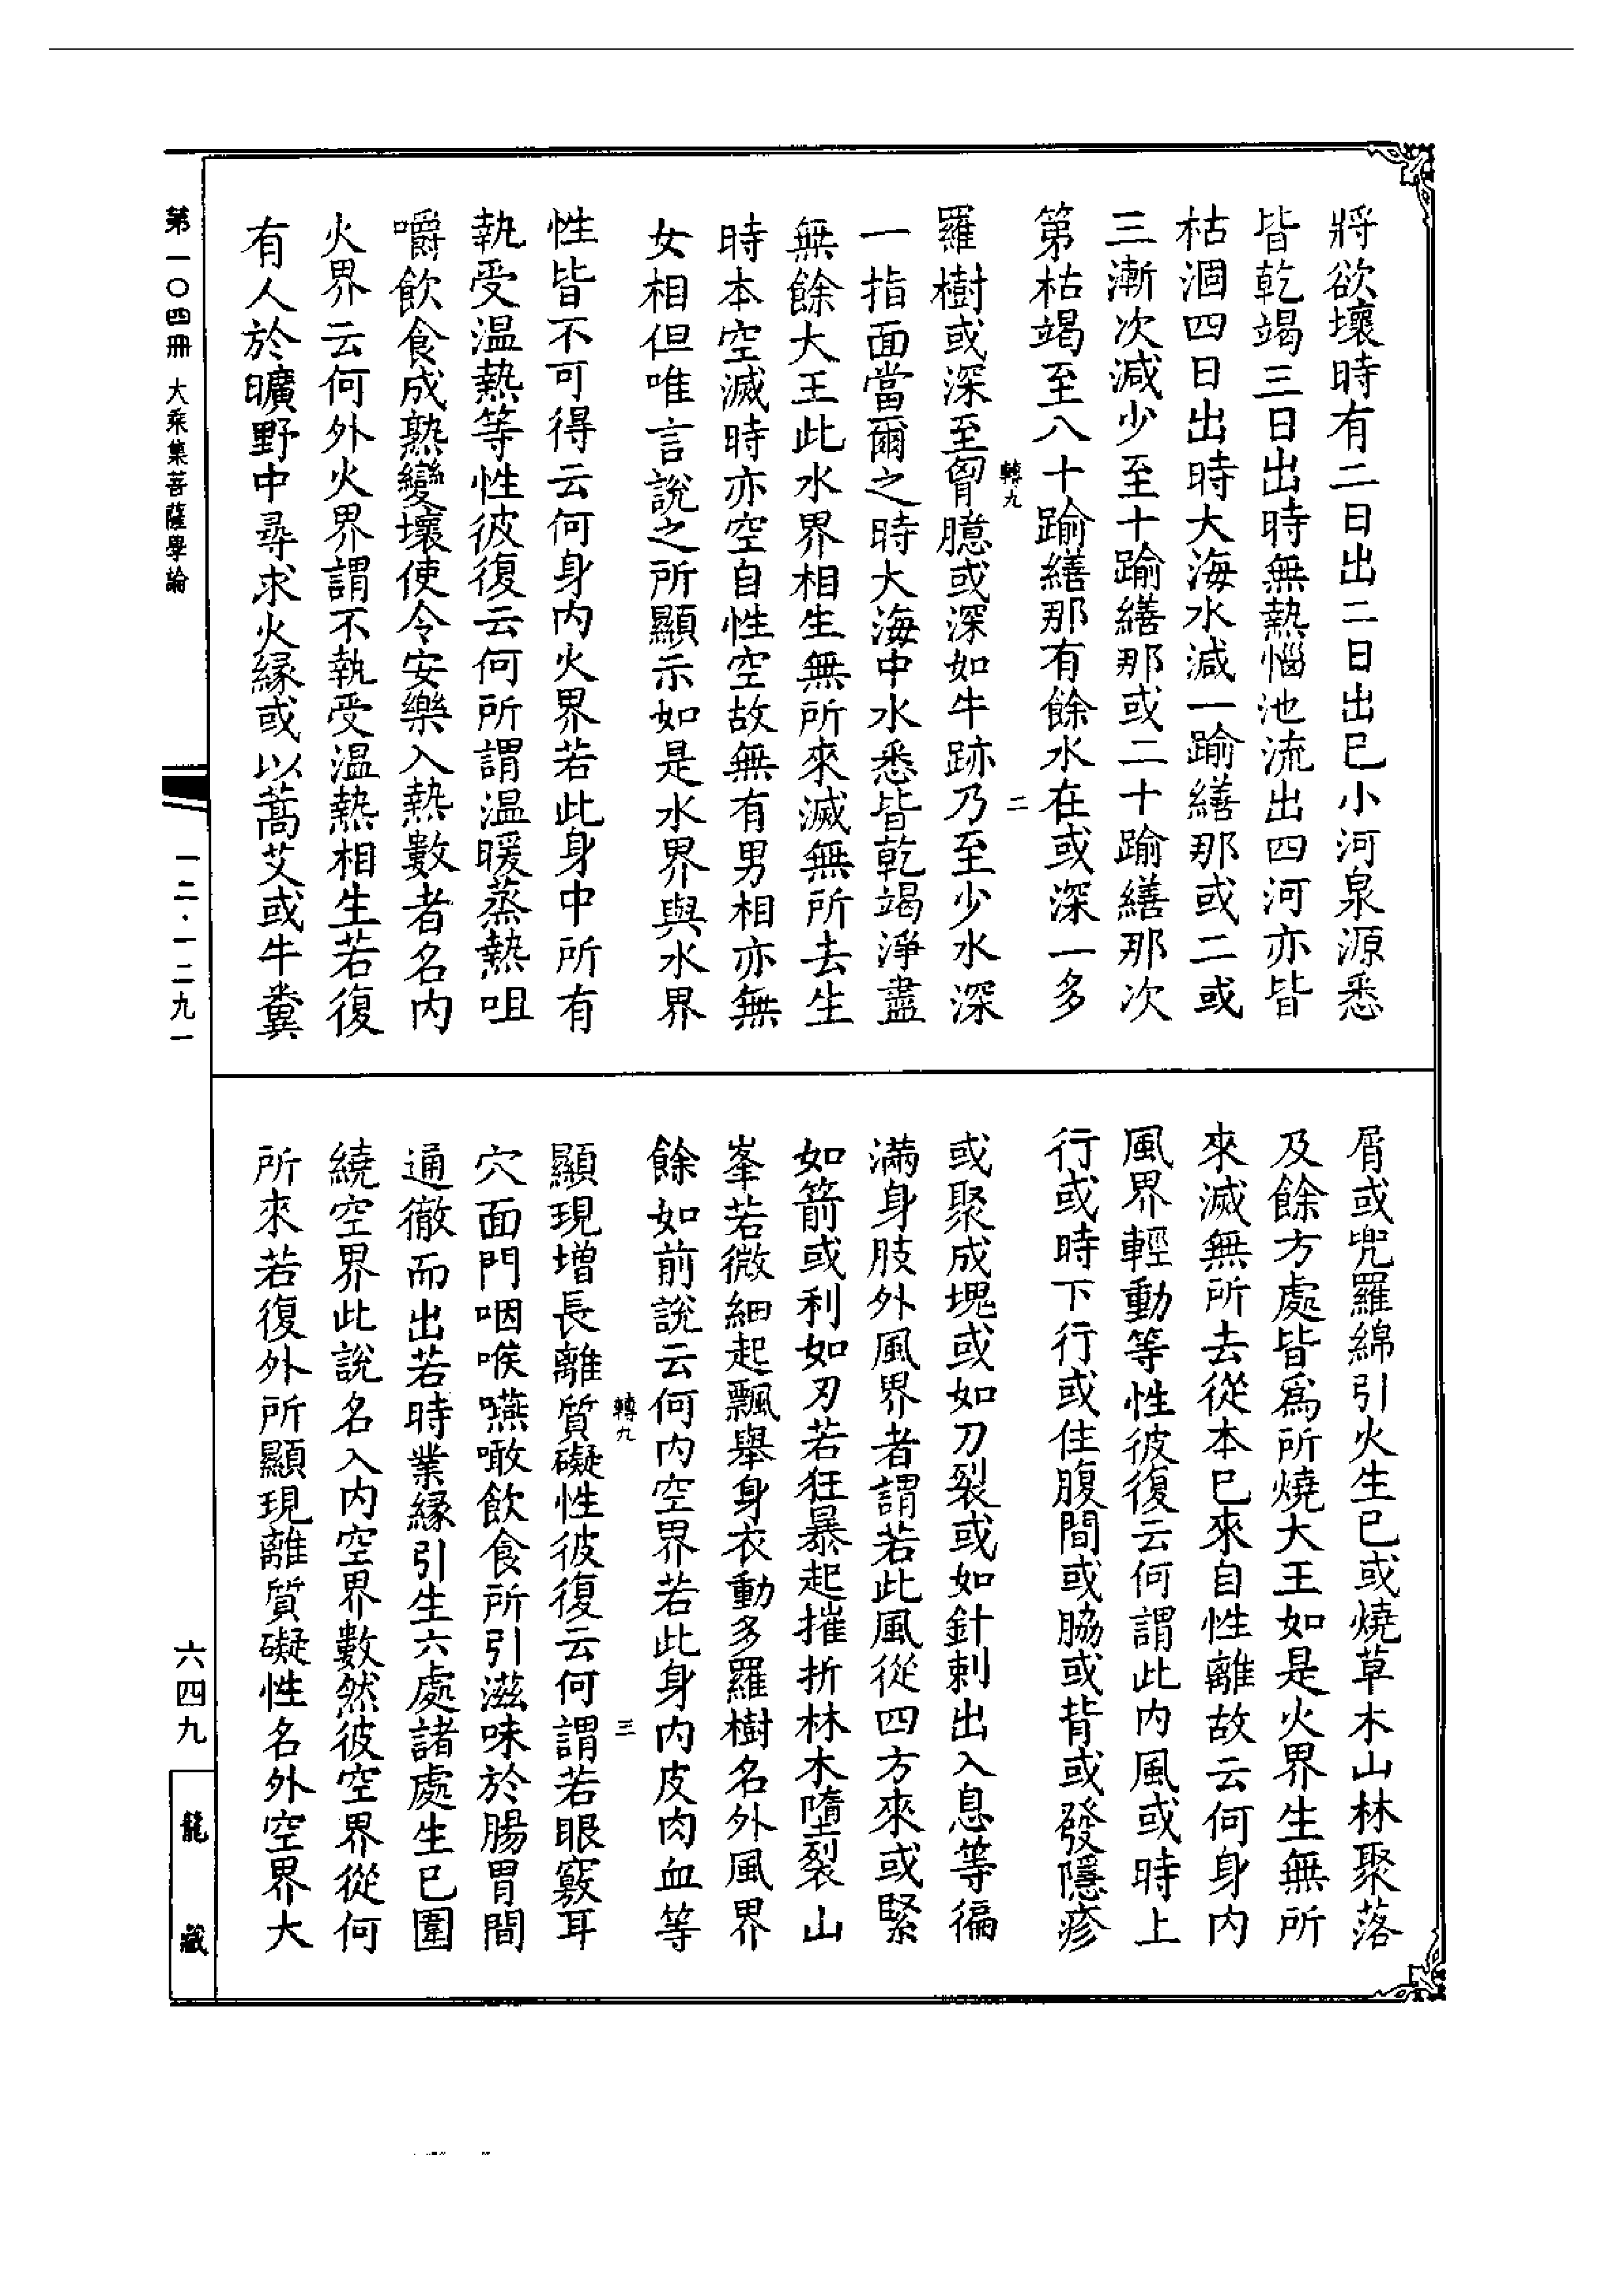 將欲壞時有二日出二日出已小河泉源悉
皆乾竭三日出時無熱惱池流出四河亦皆
枯涸四日出時大海水減一踰繕那或二或
三漸次減少至十踰繕那或二十踰繕那次
第枯竭至八十踰繕那有餘水在或深一多
轉九
二
羅樹或深至胷臆或深如牛跡乃至少水深
一指面當爾之時大海中水悉皆乾竭淨盡
無餘大王此水界相生無所來滅無所去生
時本空滅時亦空自性空故無有男相亦無
女相但唯言說之所顯示如是水界與水界
性皆不可得云何身内火界若此身中所有
執受温熱等性彼復云何所謂温暖蒸熱咀
嚼飲食成熟變壞使令安樂入熱數者名内
火界云何外火界謂不執受温熱相生若復
有人於曠野中尋求火緣或以蒿艾或牛糞
屑或兜羅綿引火生已或燒草木山林聚落
及餘方處皆爲所燒大王如是火界生無所
來滅無所去從本已來自性離故云何身内
風界輕動等性彼復云何謂此内風或時上
行或時下行或住腹間或脇或背或發隱疹
或聚成塊或如刀裂或如針刺出入息等徧
滿身肢外風界者謂若此風從四方來或緊
如箭或利如刃若狂暴起摧折林木墮裂山
峯若微細起飄舉身衣動多羅樹名外風界
餘如前說云何内空界若此身内皮肉血等
轉九
三
顯現增長離質礙性彼復云何謂若眼竅耳
穴面門咽喉嚥噉飲食所引滋味於腸胃間
通徹而出若時業緣引生六處諸處生已圍
繞空界此說名入内空界數然彼空界從何
所來若復外所顯現離質礙性名外空界大
第一〇四冊 大乘集菩薩學論
一二·一二九一
六四九
龍藏